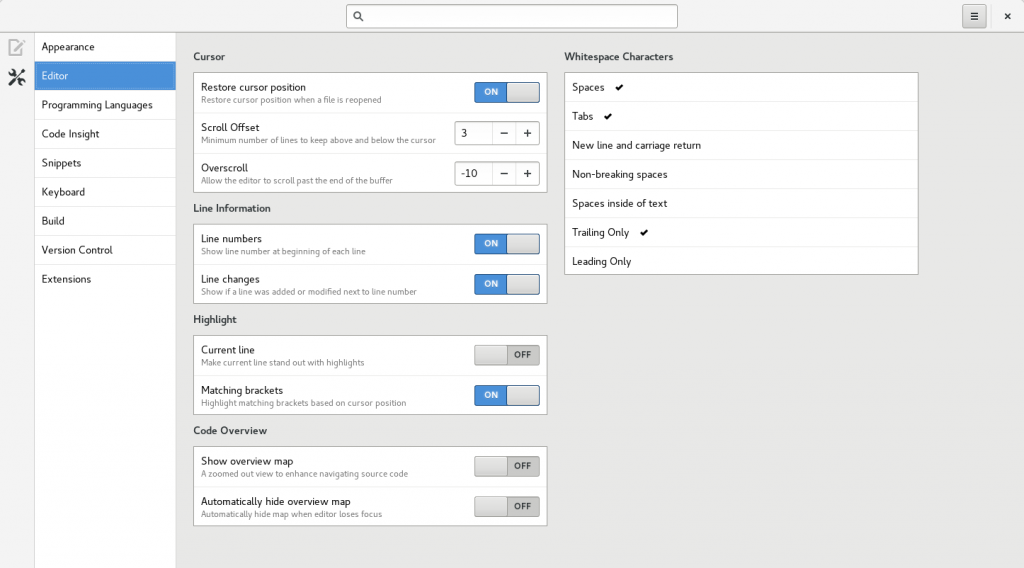 Appearance
Editor
Programming Languages
Code Insight
Snippets
Keyboard
Build
Version Control
Extensions
Cursor
Restore cursor position
ON
Restore cursor position when a file is reopened
Scroll Offset
3
Minimum number of lines to keep above and below the cursor
Overscroll
-10
Allow the editor to scroll past the end of the buffer
Line Information
Line numbers
ON
Show line number at beginning of each line
Line changes
ON
Show if a line was added or modified next to line number
Highlight
Current line
OFF
Make current line stand out with highlights
Matching brackets
ON
Highlight matching brackets based on cursor position
Code Overview
Show overview map
OFF
A zoomed out view to enhance navigating source code
Automatically hide overview map
OFF
Automatically hide map when editor loses focus
Whitespace Characters
Spaces
Tabs
New line and carriage return
Non-breaking spaces
Spaces inside of text
Trailing Only
Leading Only